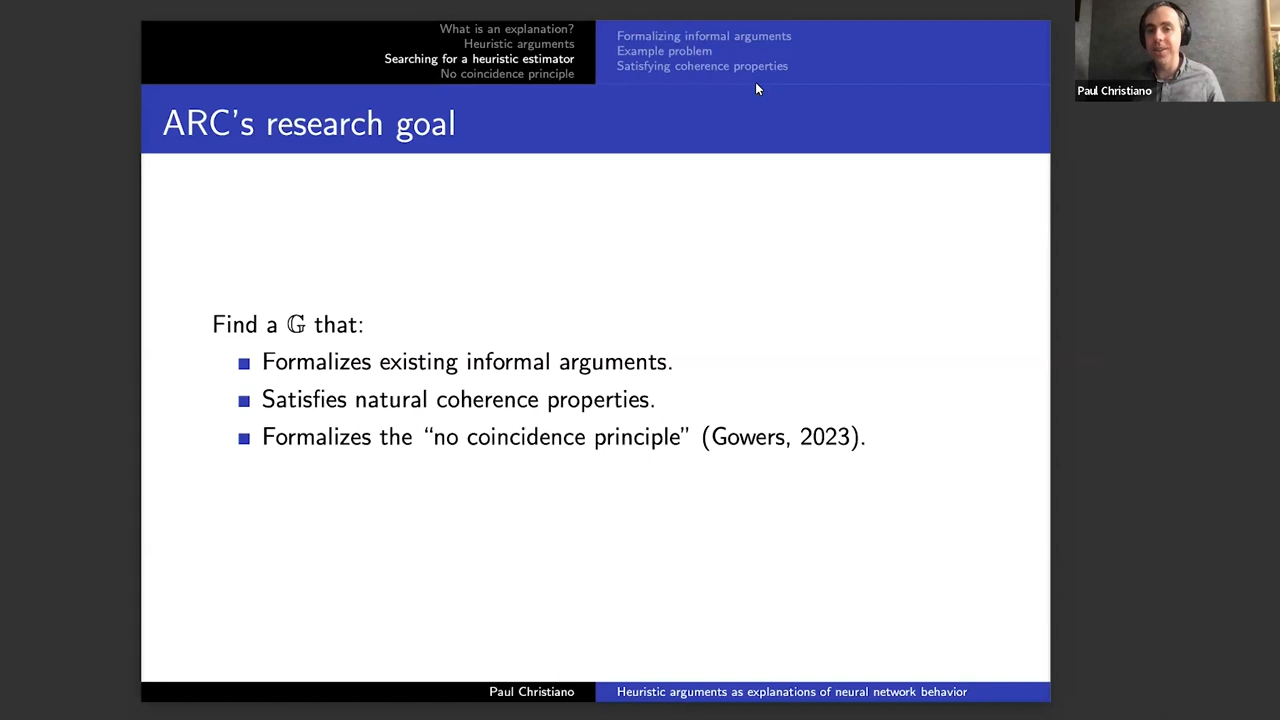 What is an explanation?
Heuristic arguments
Searching for a heuristic estimator
No coincidence principle
Formalizing informal arguments
Example problem
Satisfying coherence properties
Paul Christiano
ARC's research goal
Find a 𝔾 that:
Formalizes existing informal arguments.
Satisfies natural coherence properties.
Formalizes the “no coincidence principle” (Gowers, 2023).
Paul Christiano
Heuristic arguments as explanations of neural network behavior